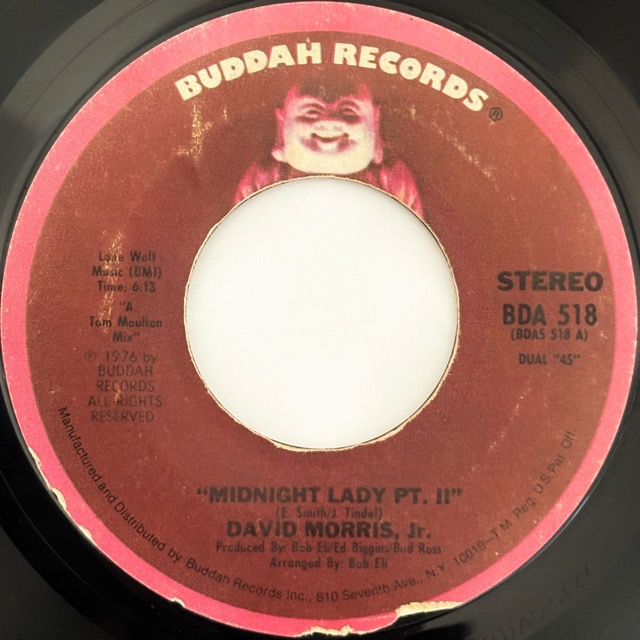 BUDDAH RECORDS®
Lone Wolf
Music (BMI)
Time: 6:13
"A
Tom Moulton
Mix"
℗ 1976 by
BUDDAH
RECORDS
ALL RIGHTS
RESERVED
STEREO
BDA 518
(BDAS 518 A)
DUAL "45"
"MIDNIGHT LADY PT. II"
(E. Smith/J. Tindel)
DAVID MORRIS, Jr.
Produced By: Bob Eli/Ed Biggins/Bud Ross
Arranged By: Bob Eli
Manufactured and Distributed by Buddah Records Inc., 810 Seventh Ave., N.Y. 10019-T.M. Reg. U.S. Pat. Off.